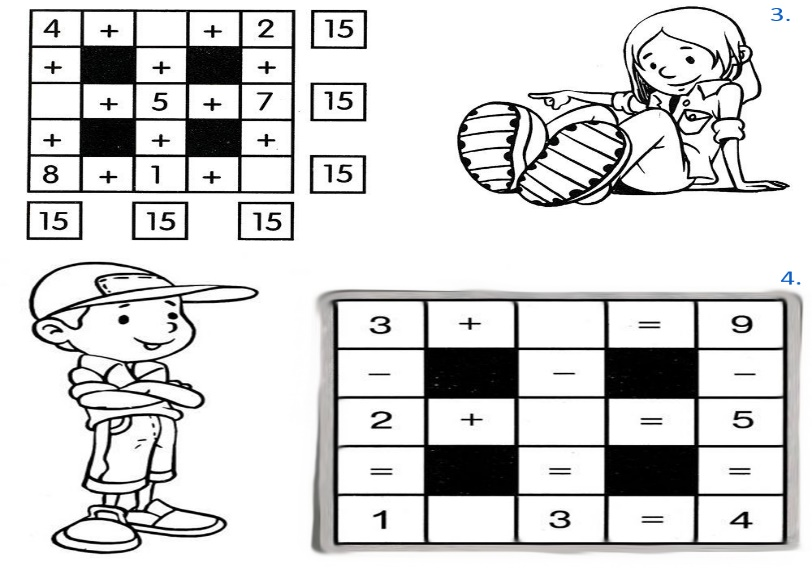 3.
4 + + 2 15
+ + +
+ 5 + 7 15
+ + +
8 + 1 + 15
15 15 15
4.
3 + = 9
− − −
2 + = 5
= = =
1 3 = 4